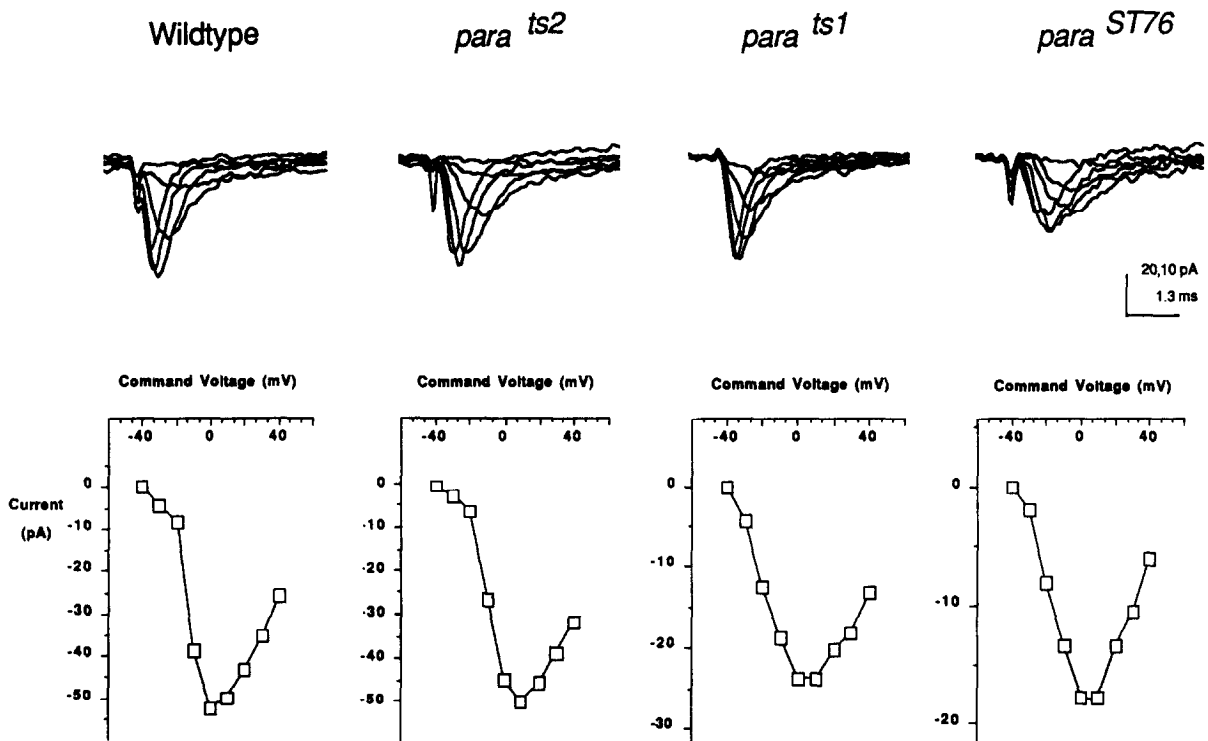 Wildtype
para ts2
para ts1
para ST76
20,10 pA
1.3 ms
Command Voltage (mV)
-40 0 40
Current
(pA)
0
-10
-20
-30
-40
-50
Command Voltage (mV)
-40 0 40
0
-10
-20
-30
-40
-50
Command Voltage (mV)
-40 0 40
0
-10
-20
-30
Command Voltage (mV)
-40 0 40
0
-10
-20